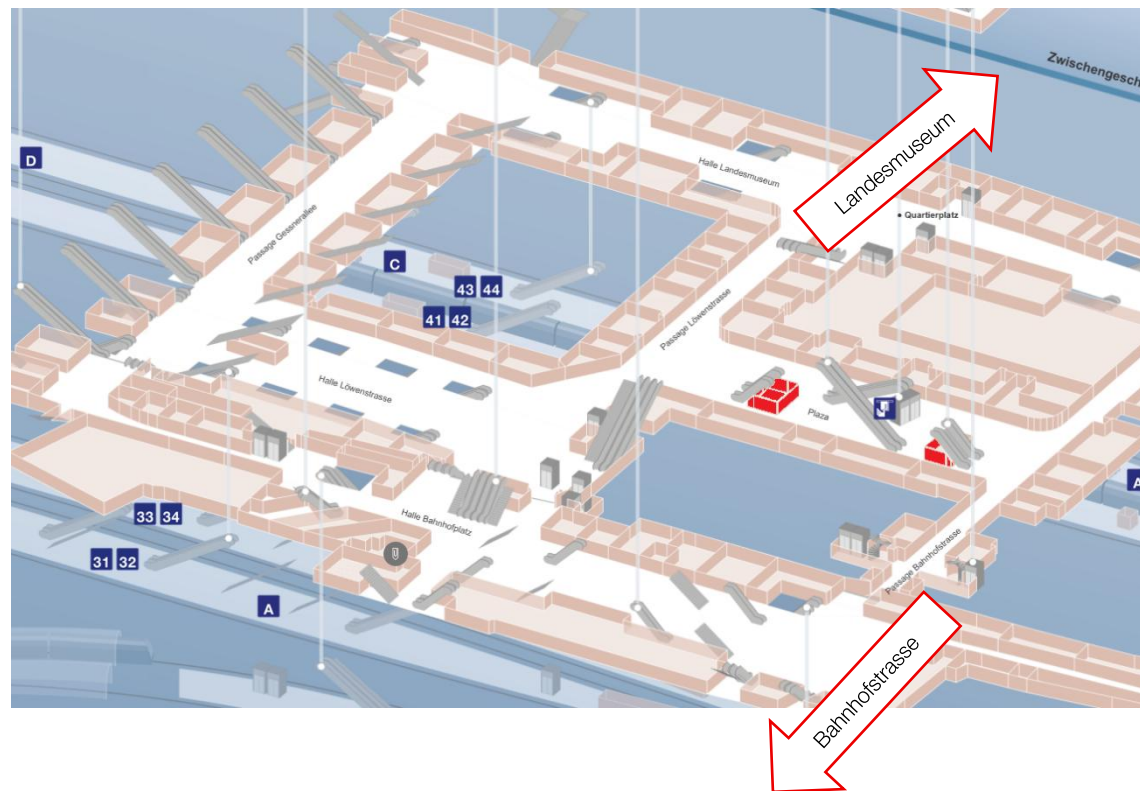 Zwischengesch
Landesmuseum
D
Halle Landesmuseum
Quartierplatz
Passage Gessnerallee
C
43 44
41 42
Passage Löwenstrasse
Halle Löwenstrasse
Plaza
A
33 34
Halle Bahnhofplatz
31 32
Passage Bahnhofstrasse
A
Bahnhofstrasse